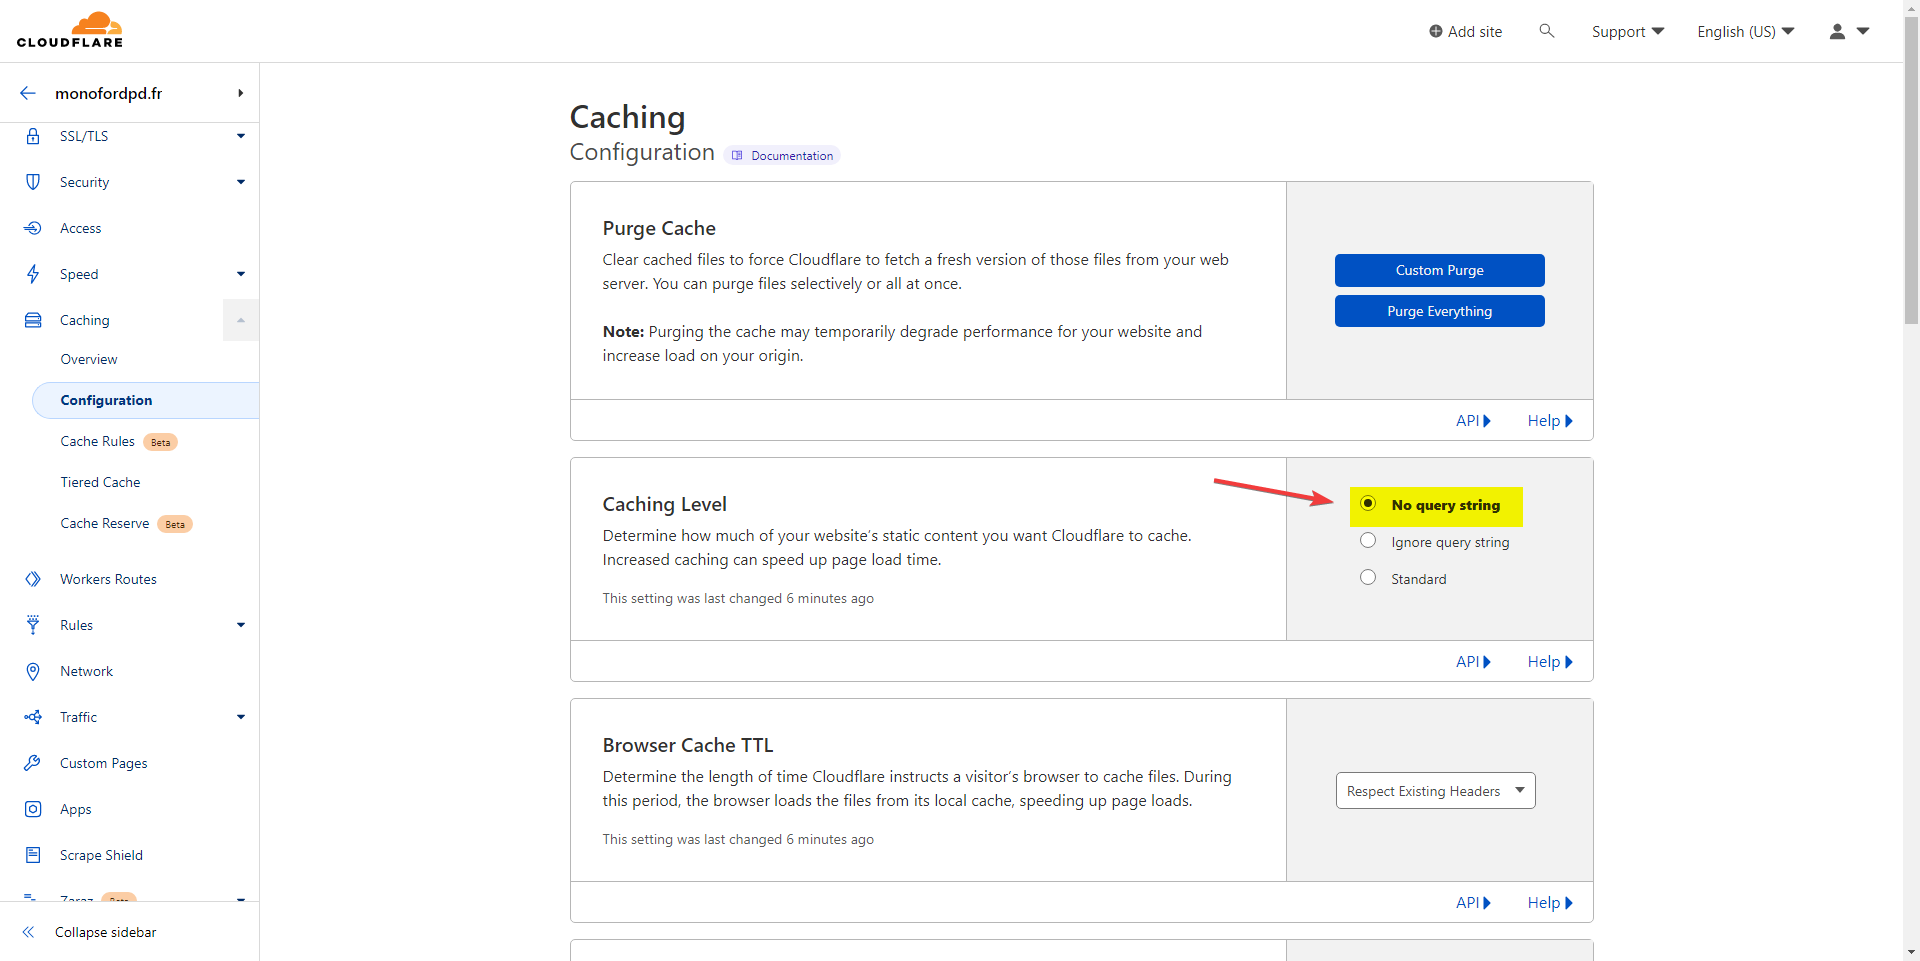 CLOUDFLARE
Add site
Support
English (US)
monofordpd.fr
SSL/TLS
Security
Access
Speed
Caching
Overview
Configuration
Cache Rules Beta
Tiered Cache
Cache Reserve Beta
Workers Routes
Rules
Network
Traffic
Custom Pages
Apps
Scrape Shield
Zaraz Beta
Collapse sidebar
Caching
Configuration Documentation
Purge Cache
Clear cached files to force Cloudflare to fetch a fresh version of those files from your web
server. You can purge files selectively or all at once.
Note: Purging the cache may temporarily degrade performance for your website and
increase load on your origin.
Custom Purge
Purge Everything
API Help
Caching Level
Determine how much of your website's static content you want Cloudflare to cache.
Increased caching can speed up page load time.
This setting was last changed 6 minutes ago
No query string
Ignore query string
Standard
API Help
Browser Cache TTL
Determine the length of time Cloudflare instructs a visitor's browser to cache files. During
this period, the browser loads the files from its local cache, speeding up page loads.
This setting was last changed 6 minutes ago
Respect Existing Headers
API Help